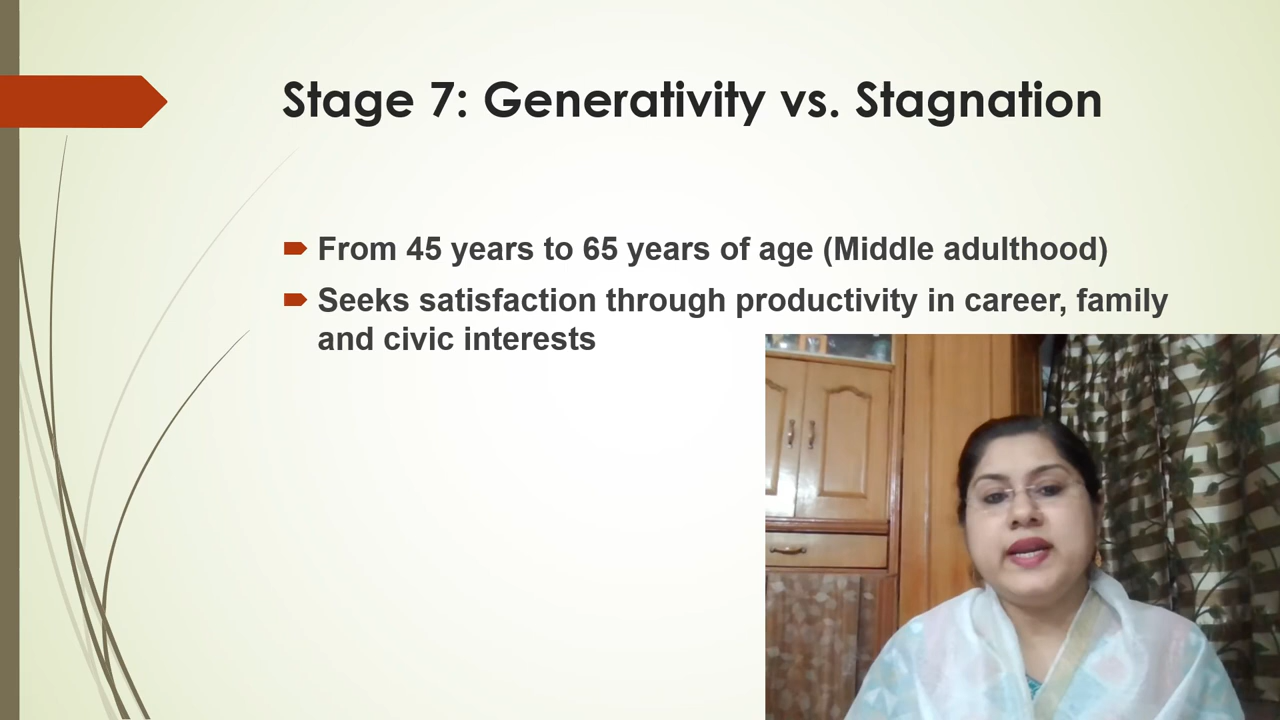 Stage 7: Generativity vs. Stagnation
From 45 years to 65 years of age (Middle adulthood)
Seeks satisfaction through productivity in career, family
and civic interests